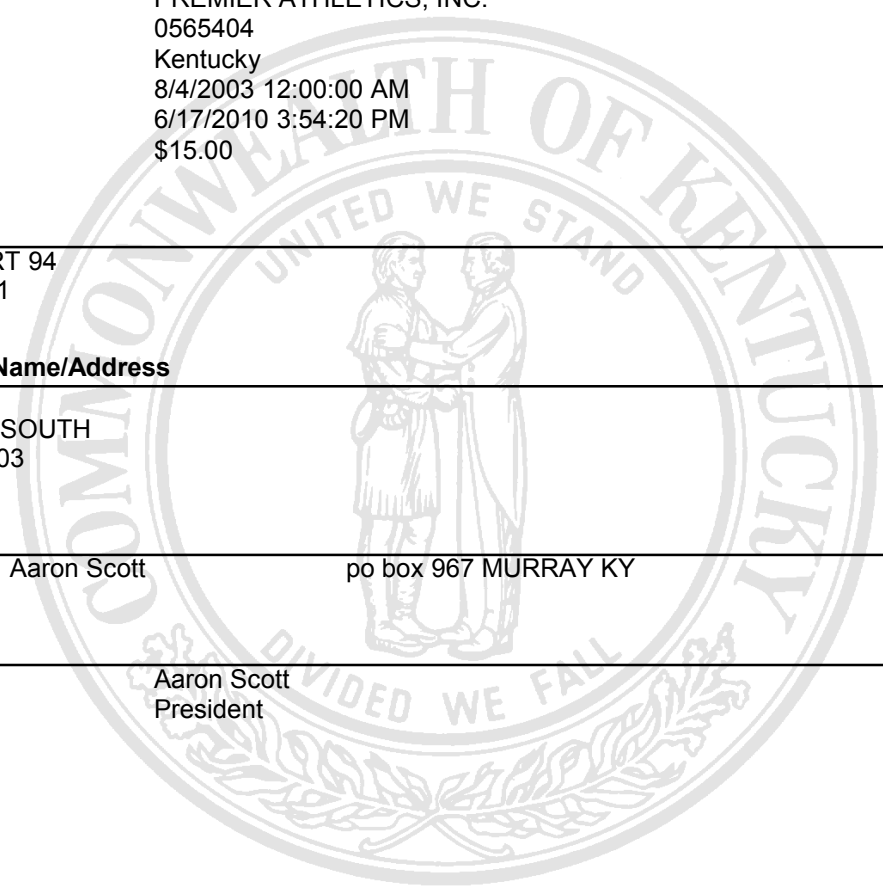 PREMIER ATHLETICS, INC.
0565404
Kentucky
8/4/2003 12:00:00 AM
6/17/2010 3:54:20 PM
$15.00
RT 94
1
Name/Address
SOUTH
03
Aaron Scott po box 967 MURRAY KY
Aaron Scott
President
COMMONWEALTH OF KENTUCKY
UNITED WE STAND
DIVIDED WE FALL